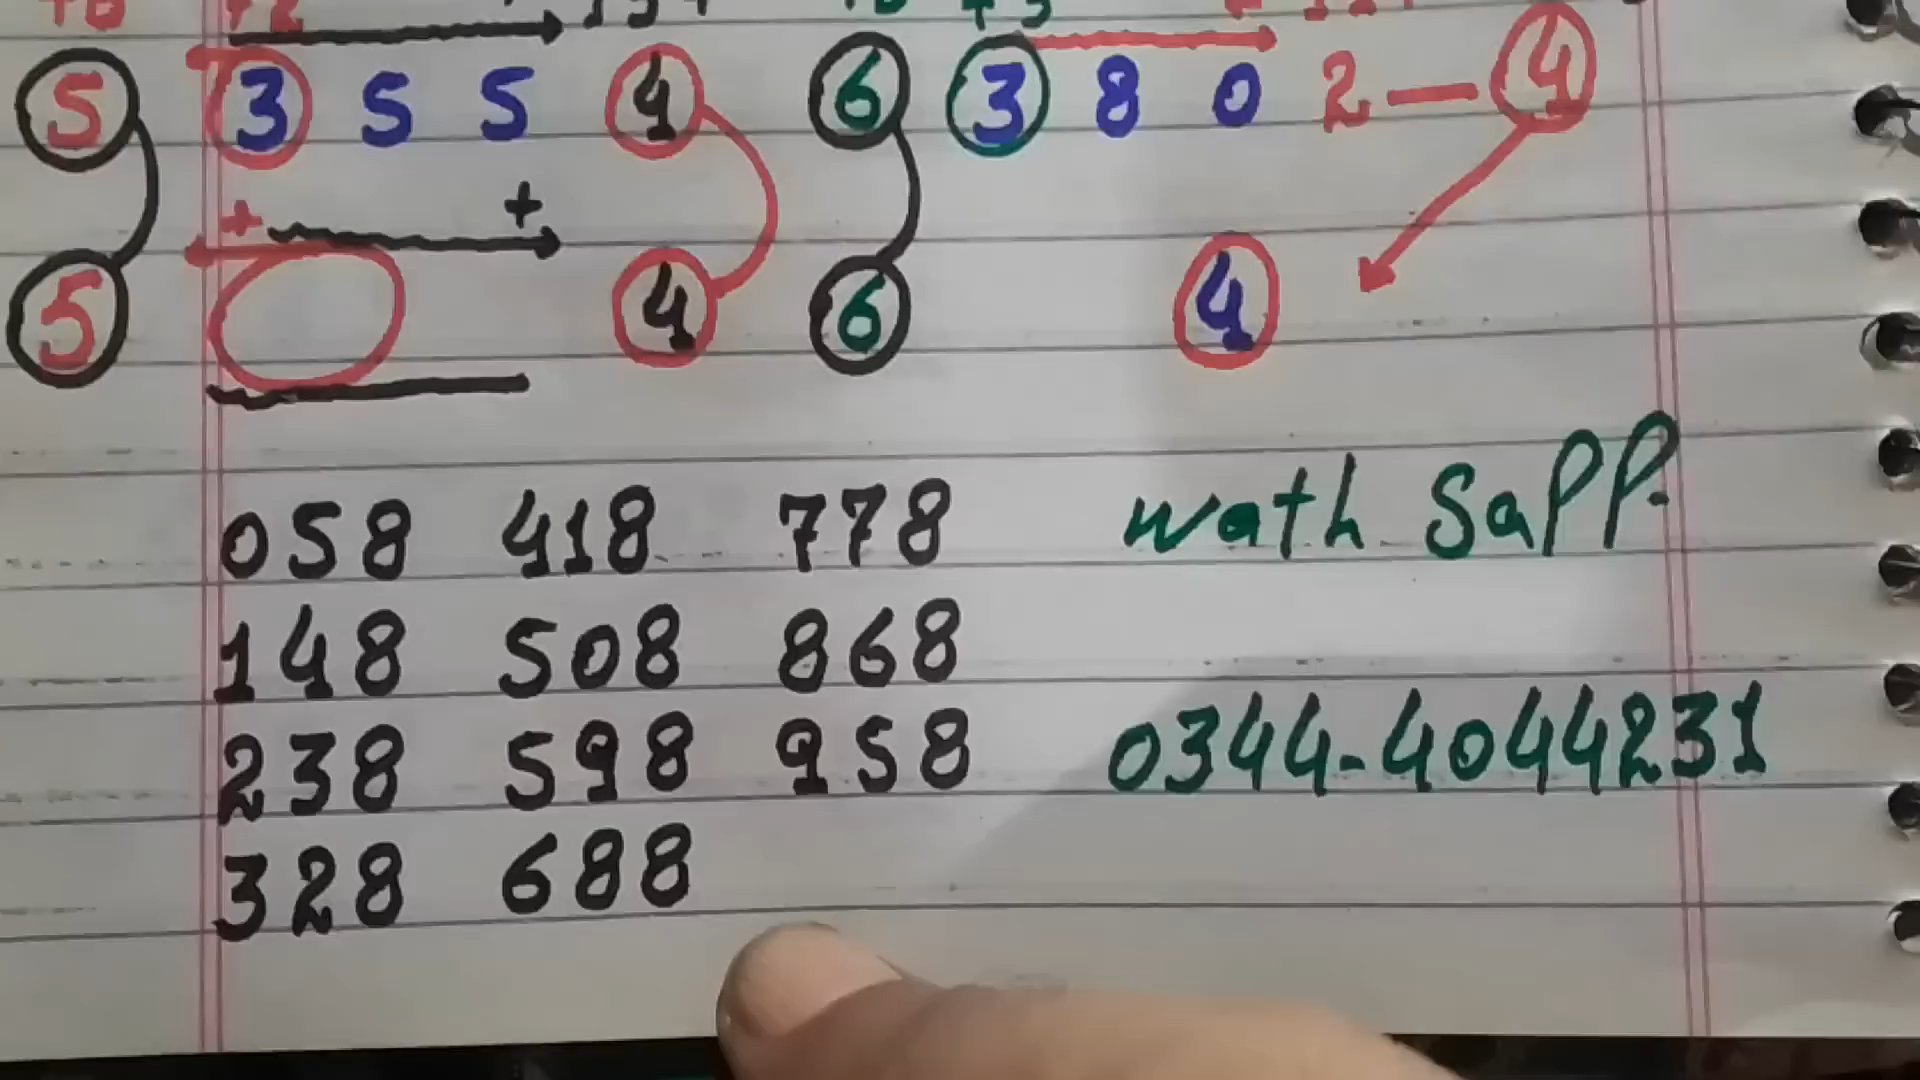 5 3 5 5 4 6 3 8 0 2 — 4
+ +
5 4 6 4
058 418 778 wath Sapp.
148 508 868
238 598 958 0344-4044231
328 688